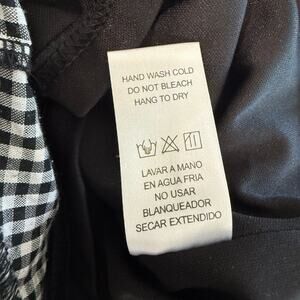 HAND WASH COLD
DO NOT BLEACH
HANG TO DRY
LAVAR A MANO
EN AGUA FRIA
NO USAR
BLANQUEADOR
SECAR EXTENDIDO